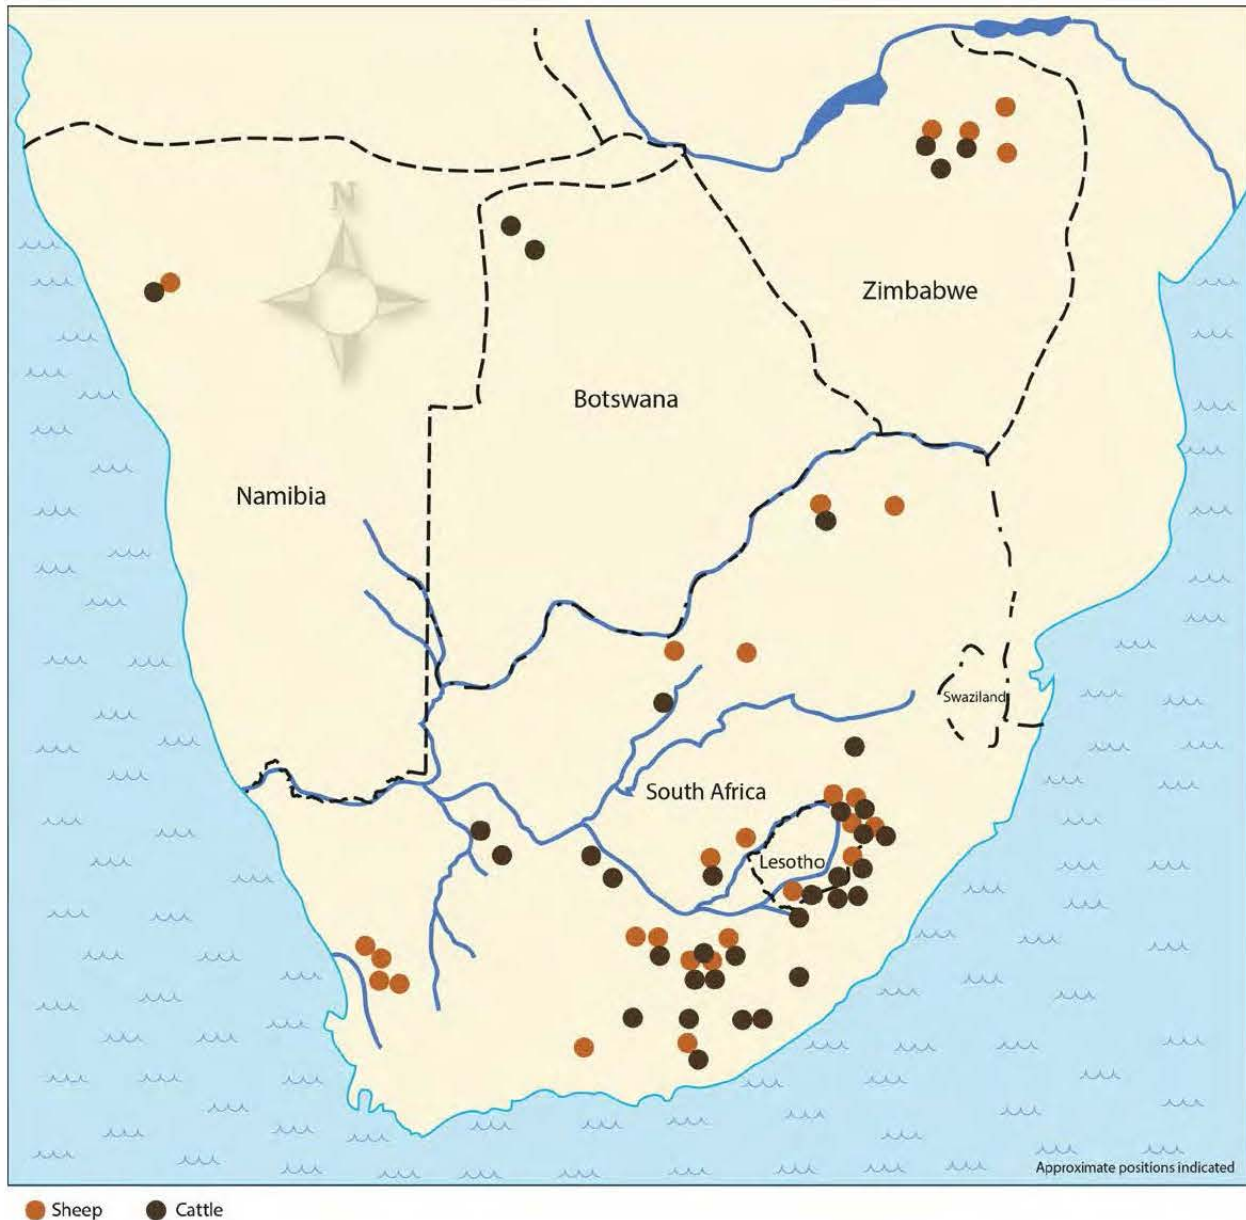 N
Zimbabwe
Botswana
Namibia
Swaziland
South Africa
Lesotho
Approximate positions indicated
Sheep Cattle